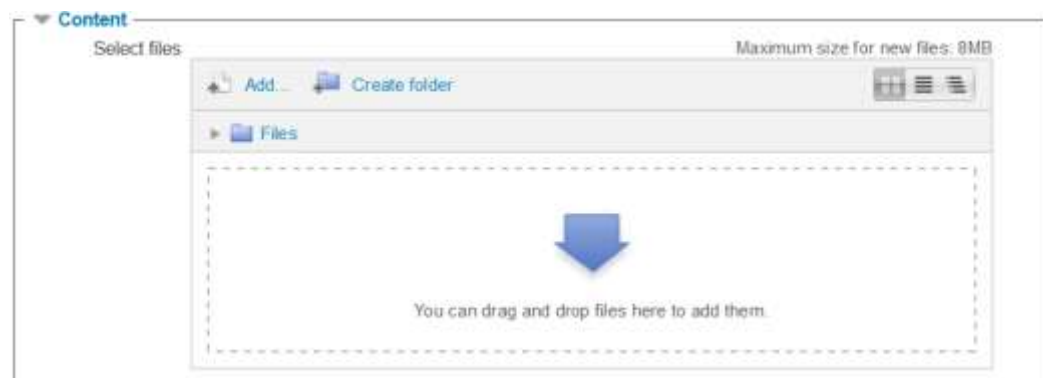 Content
Select files
Maximum size for new files: 8MB
Add... Create folder
Files
You can drag and drop files here to add them.